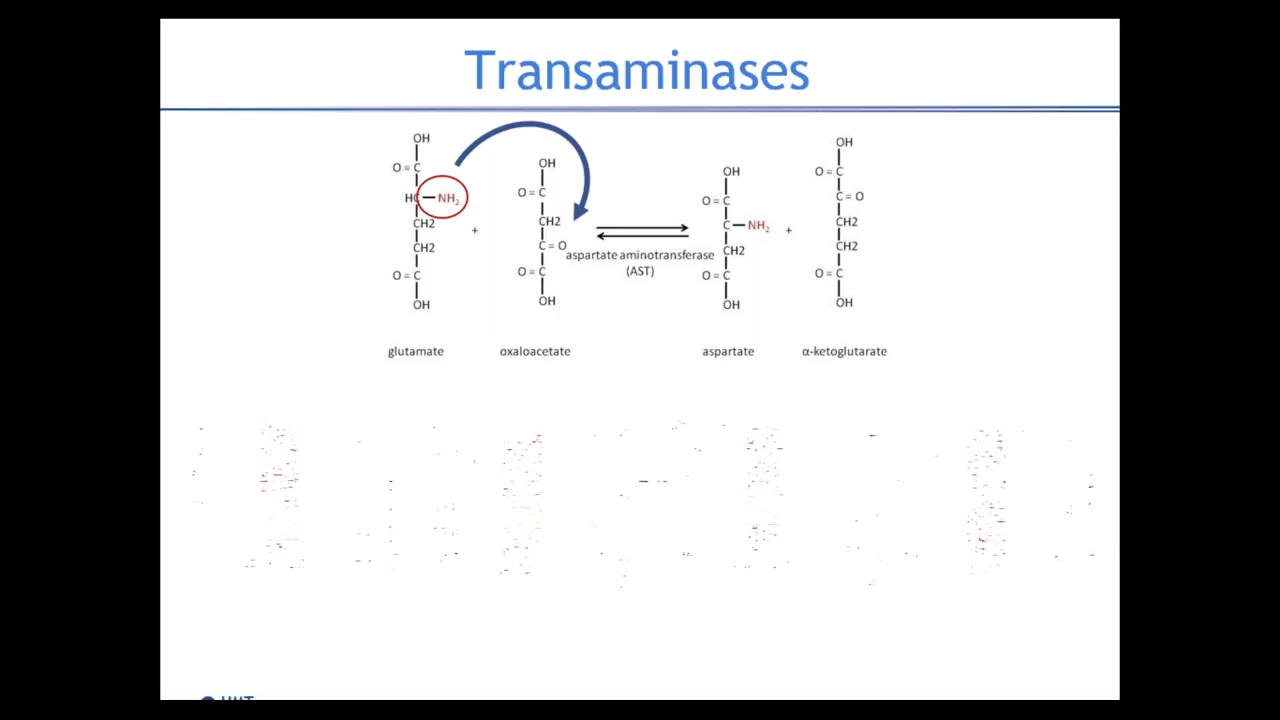 Transaminases
OH
O = C
HC — NH2
CH2
CH2
O = C
OH
glutamate
+
OH
O = C
CH2
C = O
O = C
OH
oxaloacetate
aspartate aminotransferase
(AST)
OH
O = C
C — NH2
CH2
O = C
OH
aspartate
+
OH
O = C
C = O
CH2
CH2
O = C
OH
α-ketoglutarate